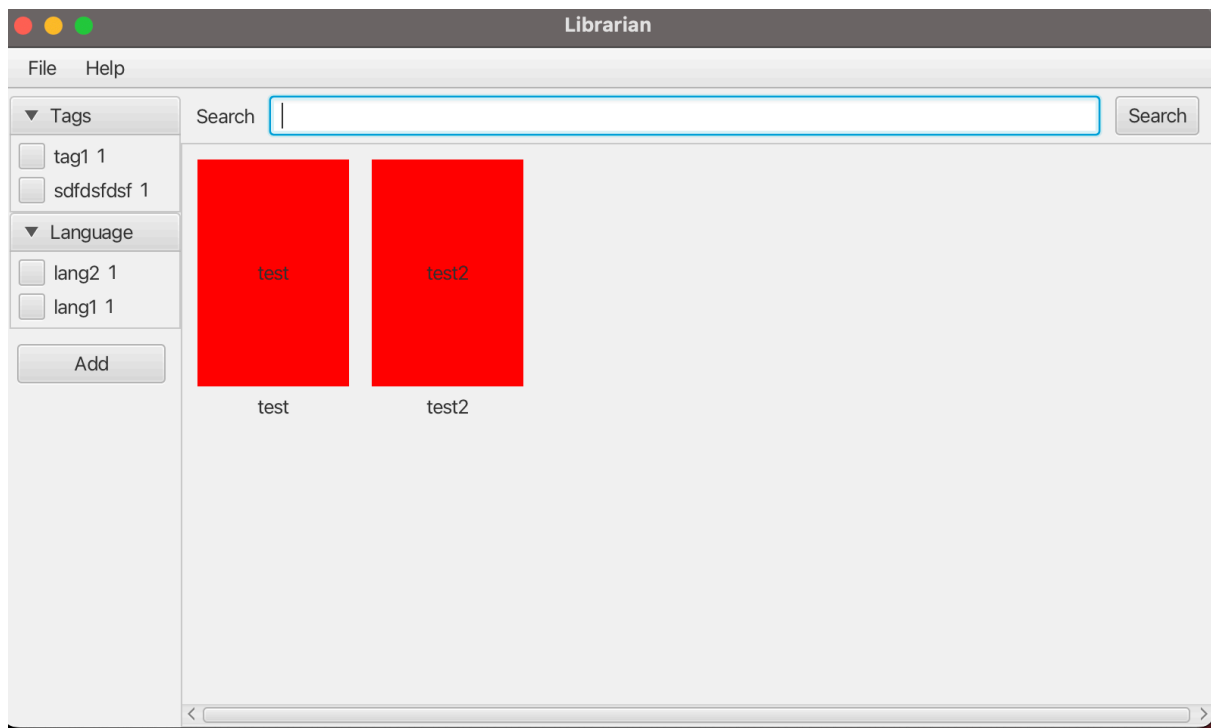 Librarian
File Help
Tags
Search
Search
tag1 1
sdfdsfdsf 1
Language
lang2 1
lang1 1
Add
test
test2
test
test2